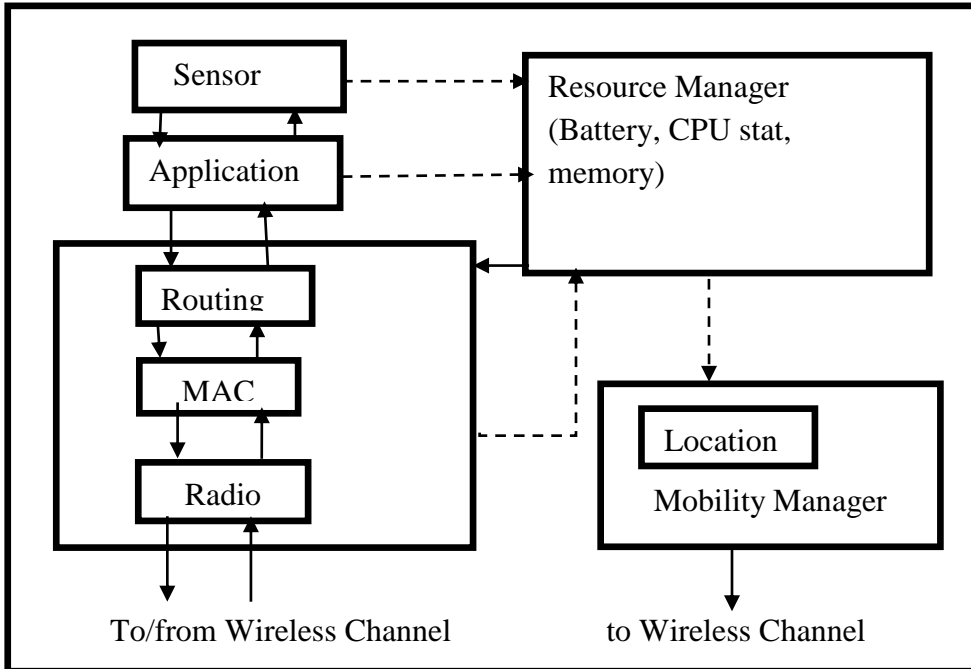 Sensor
Resource Manager
(Battery, CPU stat,
memory)
Application
Routing
MAC
Location
Radio
Mobility Manager
To/from Wireless Channel
to Wireless Channel